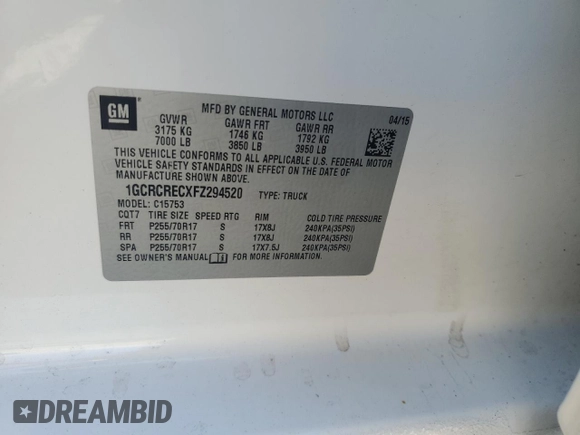 GM
MFD BY GENERAL MOTORS LLC
04/15
GVWR GAWR FRT GAWR RR
3175 KG 1746 KG 1792 KG
7000 LB 3850 LB 3950 LB
THIS VEHICLE CONFORMS TO ALL APPLICABLE U.S. FEDERAL MOTOR
VEHICLE SAFETY STANDARDS IN EFFECT ON THE DATE OF
MANUFACTURE SHOWN ABOVE.
1GCRCRECXFZ294520 TYPE: TRUCK
MODEL: C15753
CQT7 TIRE SIZE SPEED RTG RIM COLD TIRE PRESSURE
FRT P255/70R17 S 17X8J 240KPA(35PSI)
RR P255/70R17 S 17X8J 240KPA(35PSI)
SPA P255/70R17 S 17X7.5J 240KPA(35PSI)
SEE OWNER'S MANUAL FOR MORE INFORMATION.
DREAMBID